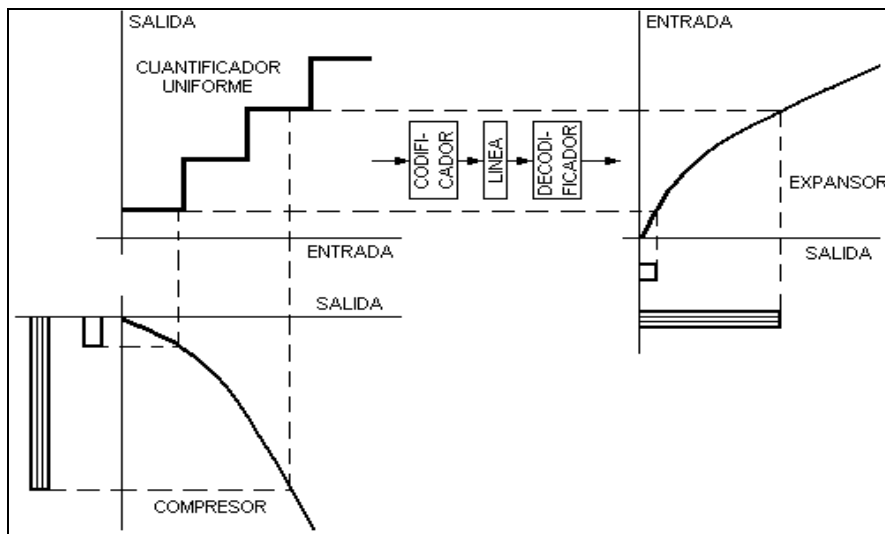 SALIDA
CUANTIFICADOR
UNIFORME
ENTRADA
CODIFI-
CADOR
LINEA
DECODI-
FICADOR
ENTRADA
EXPANSOR
SALIDA
SALIDA
COMPRESOR